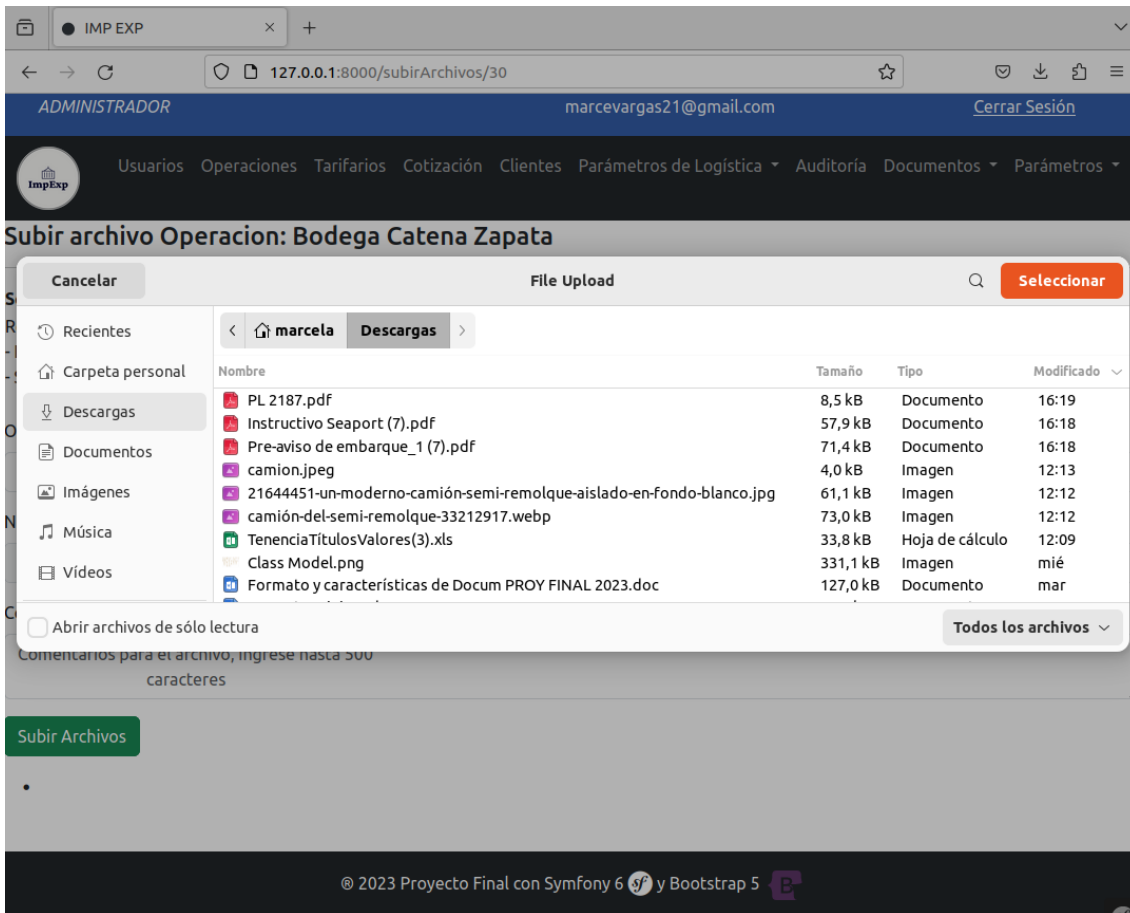 IMP EXP
127.0.0.1:8000/subirArchivos/30
ADMINISTRADOR marcevargas21@gmail.com Cerrar Sesión
ImpExp
Usuarios Operaciones Tarifarios Cotización Clientes Parámetros de Logística Auditoría Documentos Parámetros
Subir archivo Operacion: Bodega Catena Zapata
Cancelar File Upload Seleccionar
Recientes
Carpeta personal
Descargas
Documentos
Imágenes
Música
Vídeos
marcela Descargas
Nombre Tamaño Tipo Modificado
PL 2187.pdf 8,5 kB Documento 16:19
Instructivo Seaport (7).pdf 57,9 kB Documento 16:18
Pre-aviso de embarque_1 (7).pdf 71,4 kB Documento 16:18
camion.jpeg 4,0 kB Imagen 12:13
21644451-un-moderno-camión-semi-remolque-aislado-en-fondo-blanco.jpg 61,1 kB Imagen 12:12
camión-del-semi-remolque-33212917.webp 73,0 kB Imagen 12:12
TenenciaTítulosValores(3).xls 33,8 kB Hoja de cálculo 12:09
Class Model.png 331,1 kB Imagen mié
Formato y características de Docum PROY FINAL 2023.doc 127,0 kB Documento mar
Abrir archivos de sólo lectura Todos los archivos
Comentarios para el archivo, ingrese hasta 500
caracteres
Subir Archivos
® 2023 Proyecto Final con Symfony 6 sf y Bootstrap 5 B